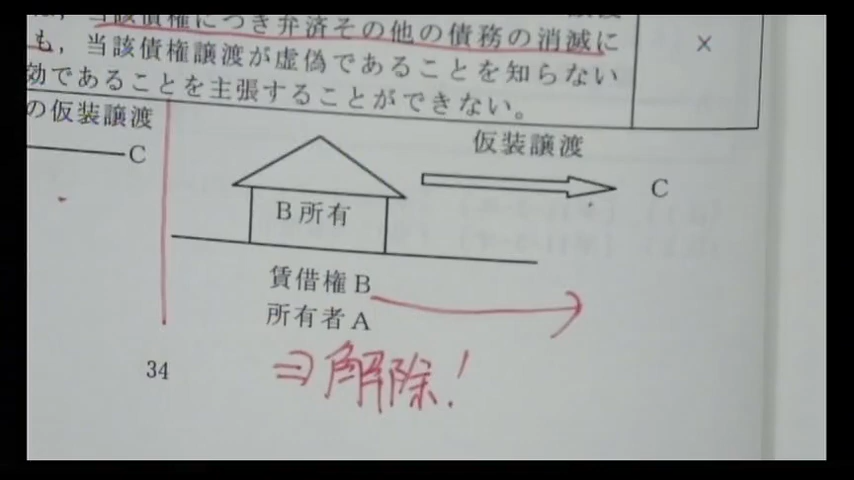 当該債権につき弁済その他の債務の消滅に
も，当該債権譲渡が虚偽であることを知らない
効であることを主張することができない。
×
の仮装譲渡
C
仮装譲渡
C
B所有
賃借権B
所有者A
⇒解除！
34